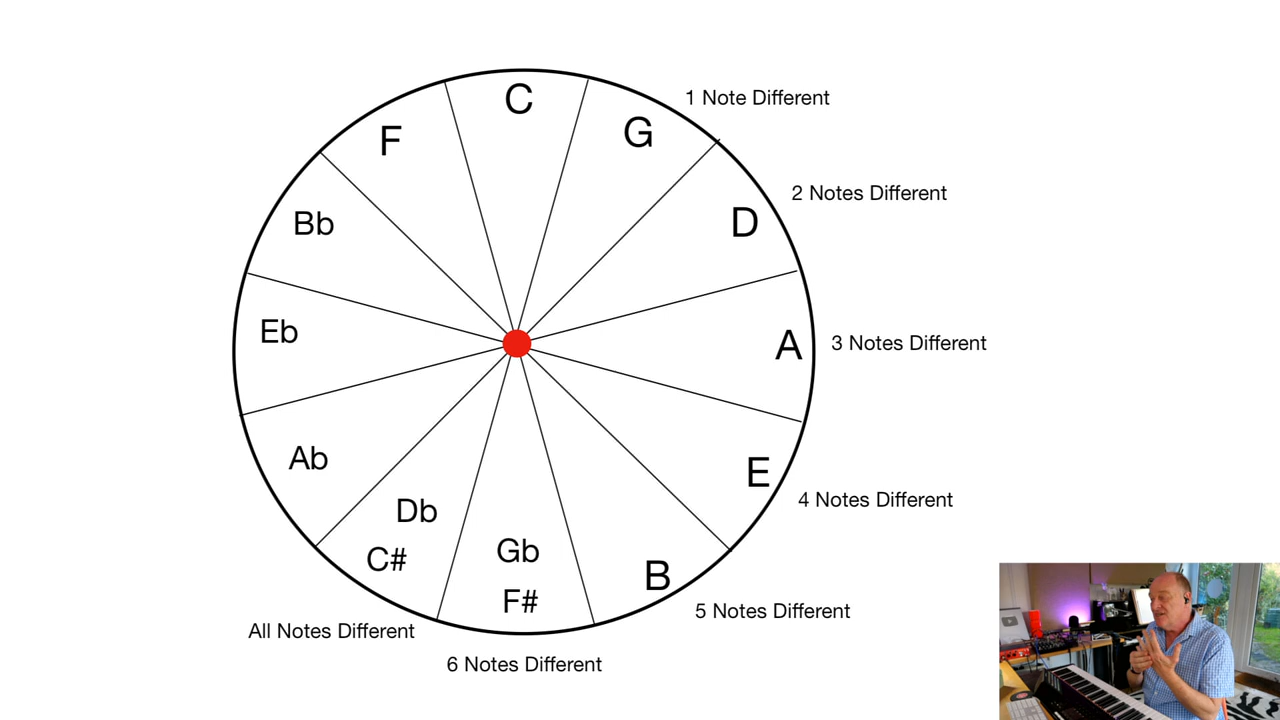 C
1 Note Different
G
F
2 Notes Different
D
Bb
Eb
A
3 Notes Different
Ab
E
4 Notes Different
Db
C#
Gb
F#
B
5 Notes Different
All Notes Different
6 Notes Different